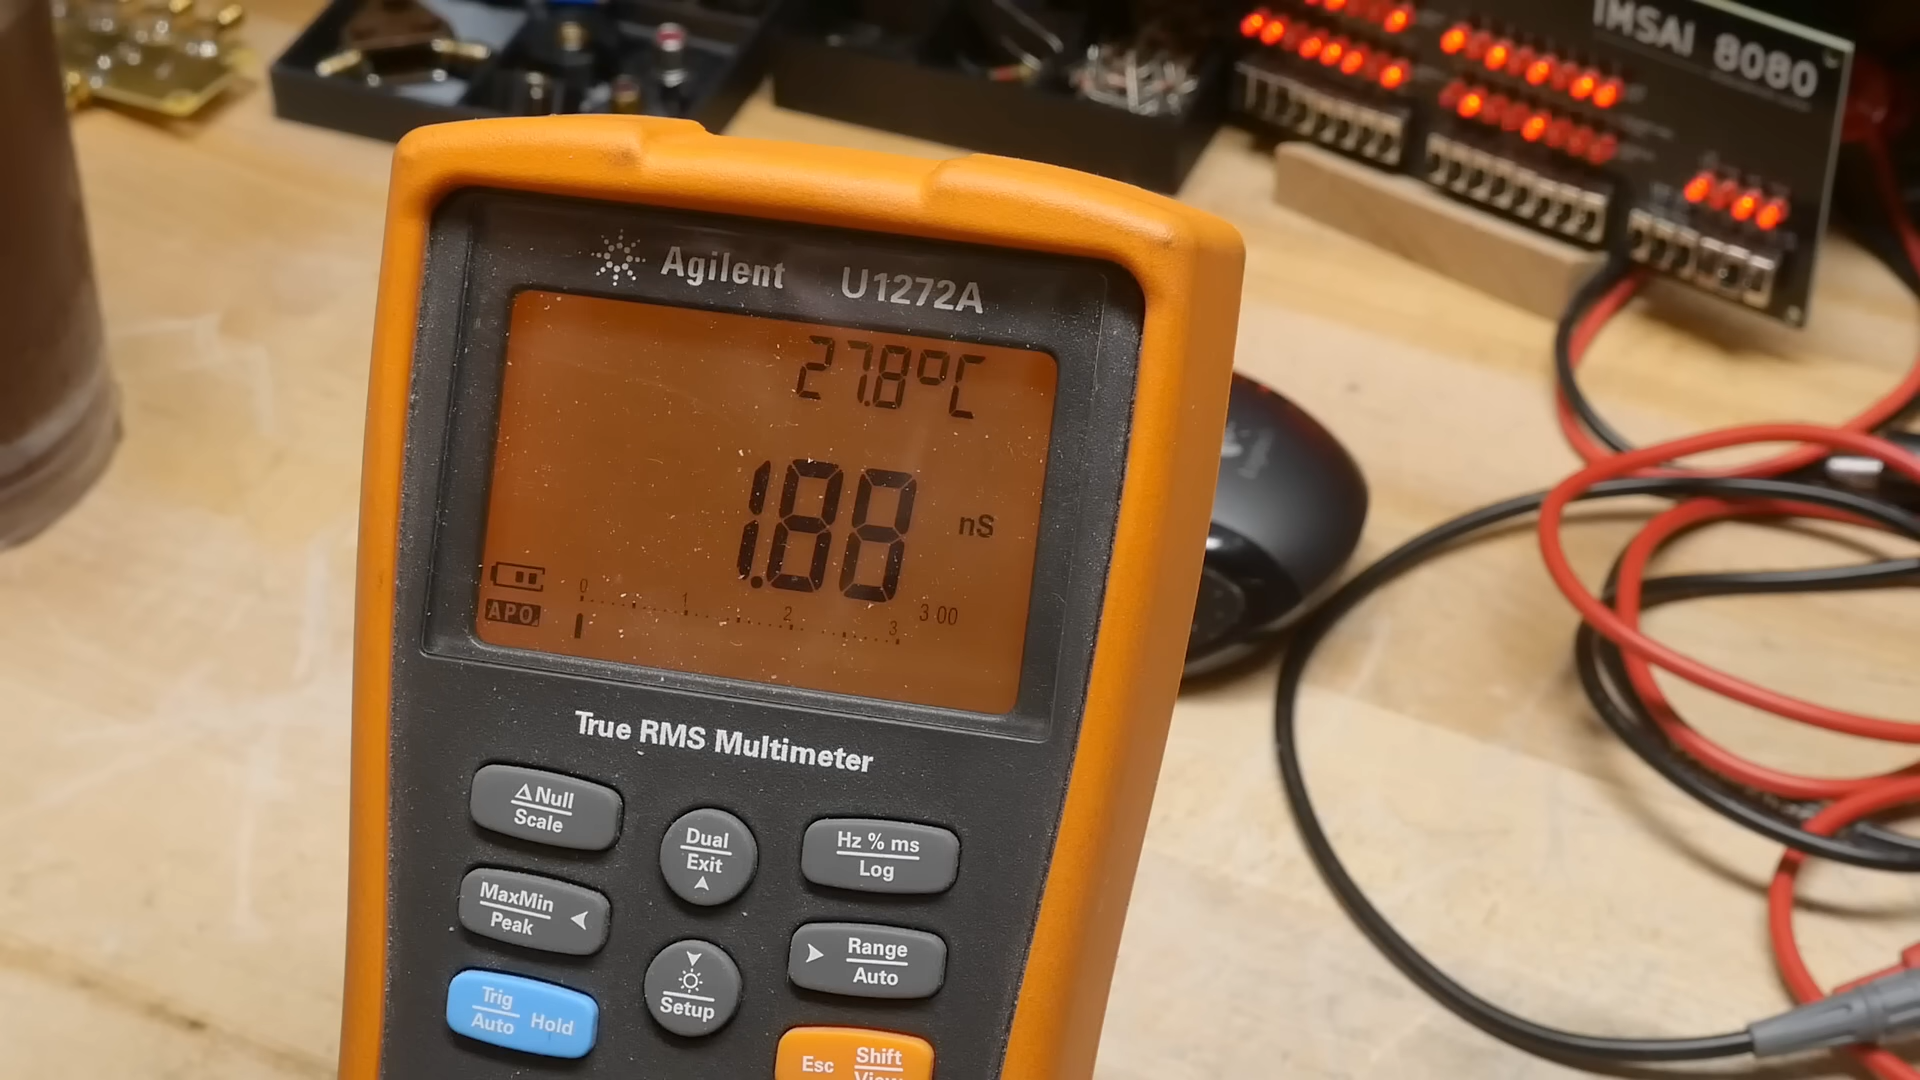 IMSAI 8080
Agilent U1272A
27.8°C
1.88 nS
0 1 2 3 3 00
APO
True RMS Multimeter
ΔNull
Scale
Dual
Exit
Hz % ms
Log
MaxMin
Peak
Range
Auto
Setup
Trig
Auto Hold
Esc Shift
View